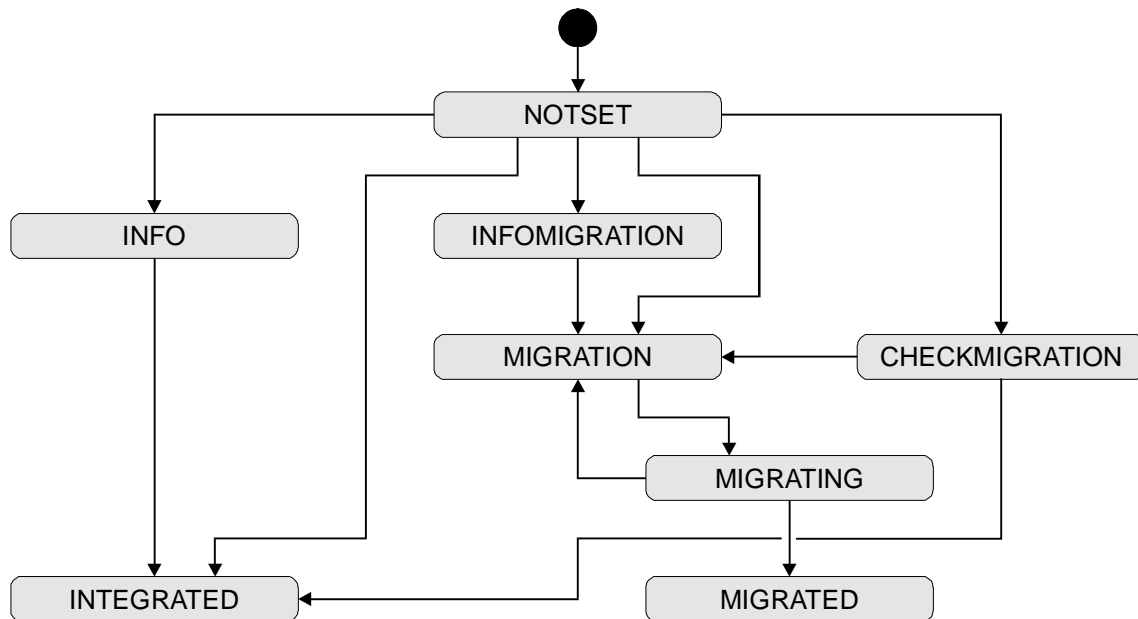 NOTSET
INFO
INFOMIGRATION
MIGRATION
CHECKMIGRATION
MIGRATING
INTEGRATED
MIGRATED